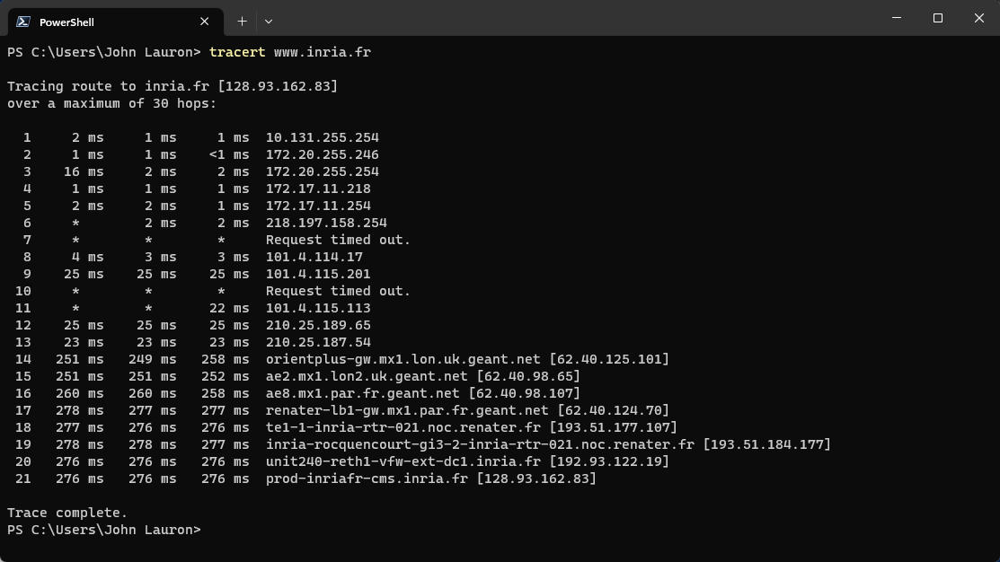 PowerShell
PS C:\Users\John Lauron> tracert www.inria.fr
Tracing route to inria.fr [128.93.162.83]
over a maximum of 30 hops:
1 2 ms 1 ms 1 ms 10.131.255.254
2 1 ms 1 ms <1 ms 172.20.255.246
3 16 ms 2 ms 2 ms 172.20.255.254
4 1 ms 1 ms 1 ms 172.17.11.218
5 2 ms 2 ms 1 ms 172.17.11.254
6 * 2 ms 2 ms 218.197.158.254
7 * * * Request timed out.
8 4 ms 3 ms 3 ms 101.4.114.17
9 25 ms 25 ms 25 ms 101.4.115.201
10 * * * Request timed out.
11 * * 22 ms 101.4.115.113
12 25 ms 25 ms 25 ms 210.25.189.65
13 23 ms 23 ms 23 ms 210.25.187.54
14 251 ms 249 ms 258 ms orientplus-gw.mx1.lon.uk.geant.net [62.40.125.101]
15 251 ms 251 ms 252 ms ae2.mx1.lon2.uk.geant.net [62.40.98.65]
16 260 ms 260 ms 258 ms ae8.mx1.par.fr.geant.net [62.40.98.107]
17 278 ms 277 ms 277 ms renater-lb1-gw.mx1.par.fr.geant.net [62.40.124.70]
18 277 ms 276 ms 276 ms te1-1-inria-rtr-021.noc.renater.fr [193.51.177.107]
19 278 ms 278 ms 277 ms inria-rocquencourt-gi3-2-inria-rtr-021.noc.renater.fr [193.51.184.177]
20 276 ms 276 ms 276 ms unit240-reth1-vfw-ext-dc1.inria.fr [192.93.122.19]
21 276 ms 276 ms 276 ms prod-inriafr-cms.inria.fr [128.93.162.83]
Trace complete.
PS C:\Users\John Lauron>